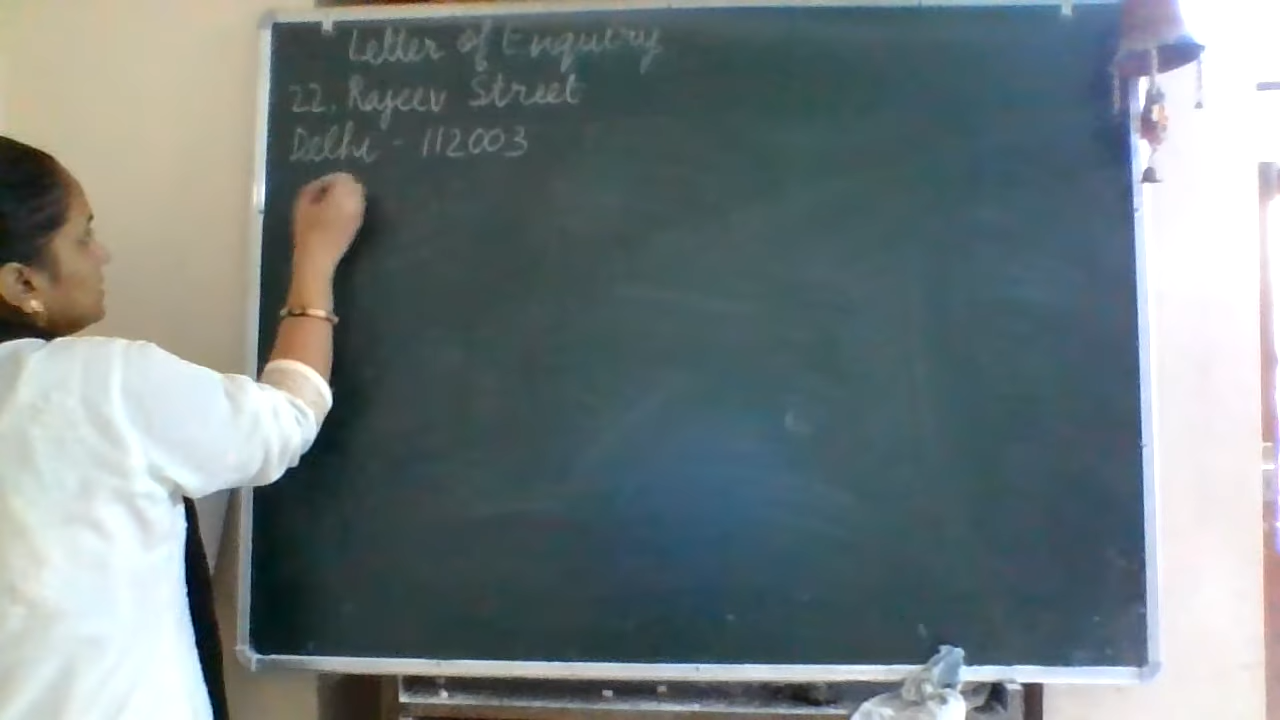 Letter of Enquiry
22. Rajeev Street
Delhi - 112003